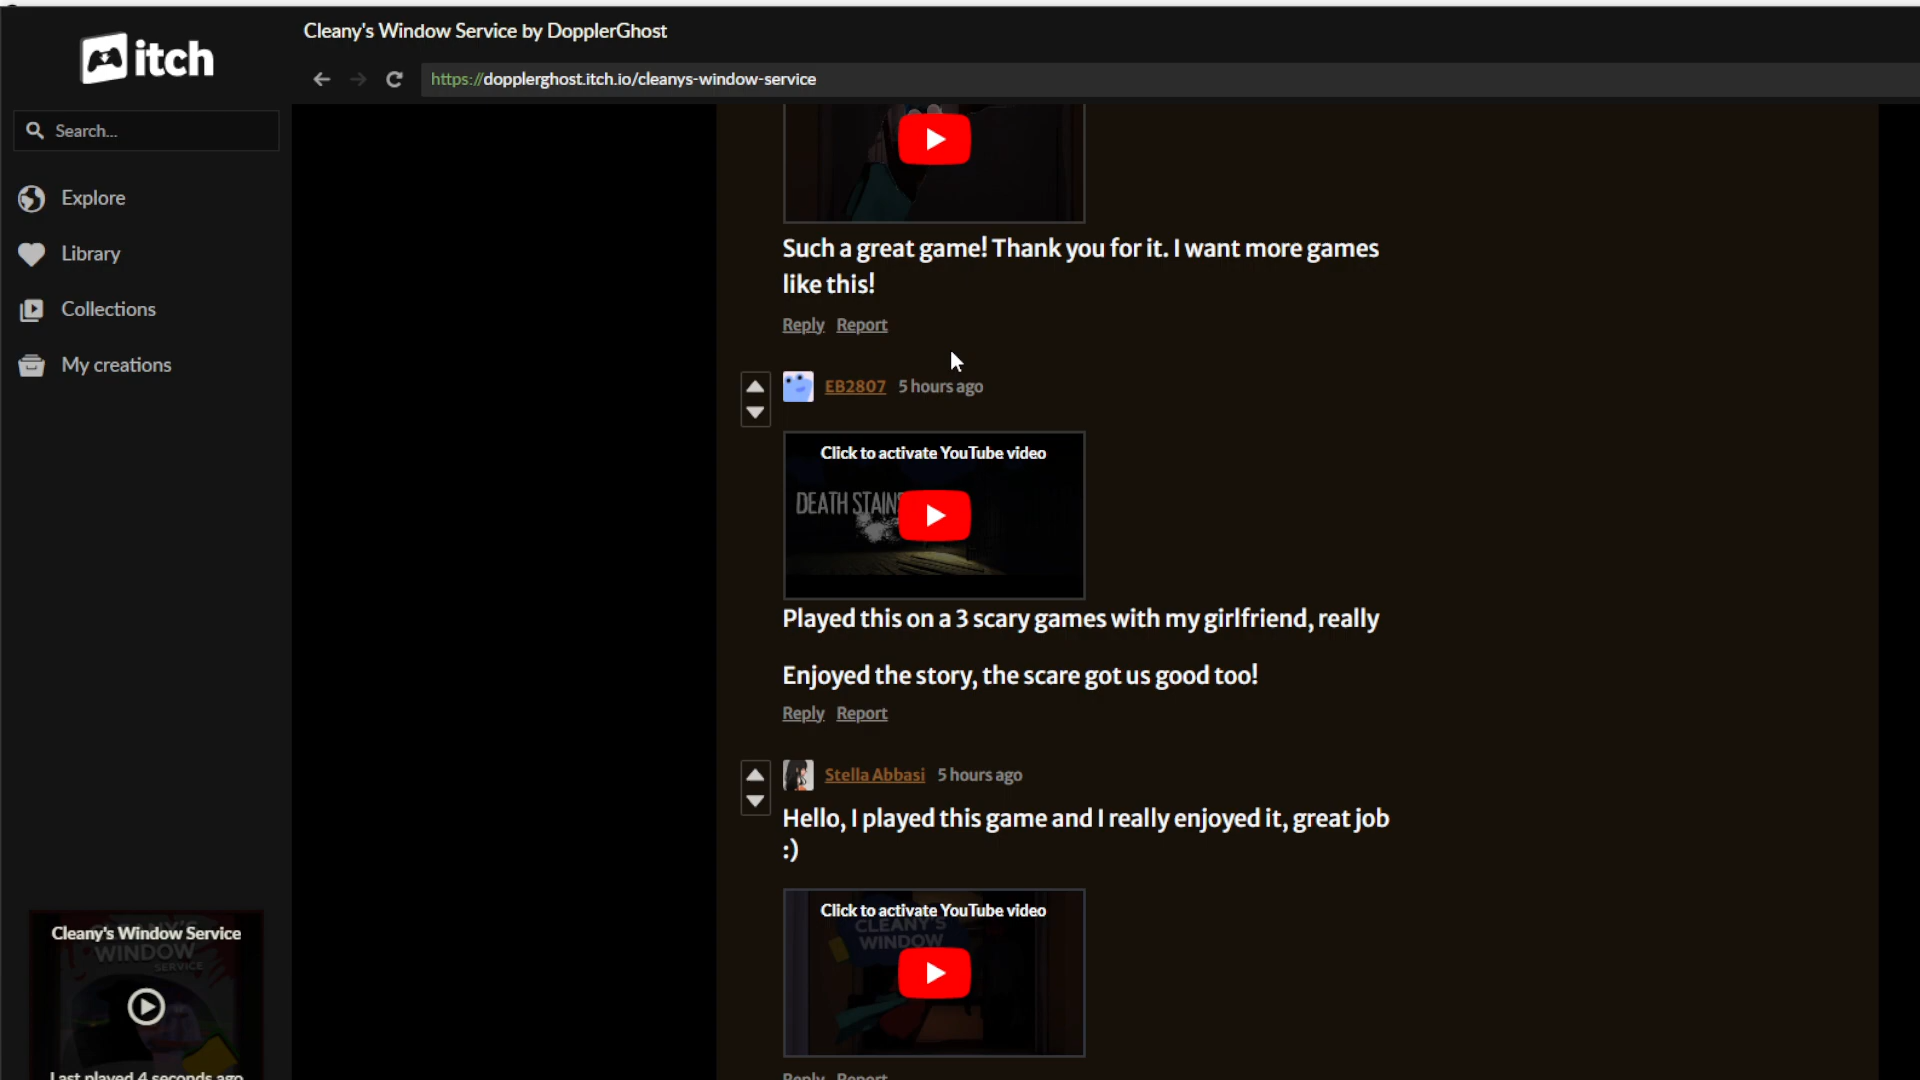 Cleany's Window Service by DopplerGhost
itch
https://dopplerghost.itch.io/cleanys-window-service
Search...
Explore
Library
Collections
My creations
Such a great game! Thank you for it. I want more games
like this!
Reply Report
EB2807 5 hours ago
Click to activate YouTube video
DEATH STAINS
Played this on a 3 scary games with my girlfriend, really
Enjoyed the story, the scare got us good too!
Reply Report
Stella Abbasi 5 hours ago
Hello, I played this game and I really enjoyed it, great job
:)
Click to activate YouTube video
CLEANY'S
WINDOW
Reply Report
Cleany's Window Service
CLEANY'S
WINDOW
SERVICE
Last played 4 seconds ago